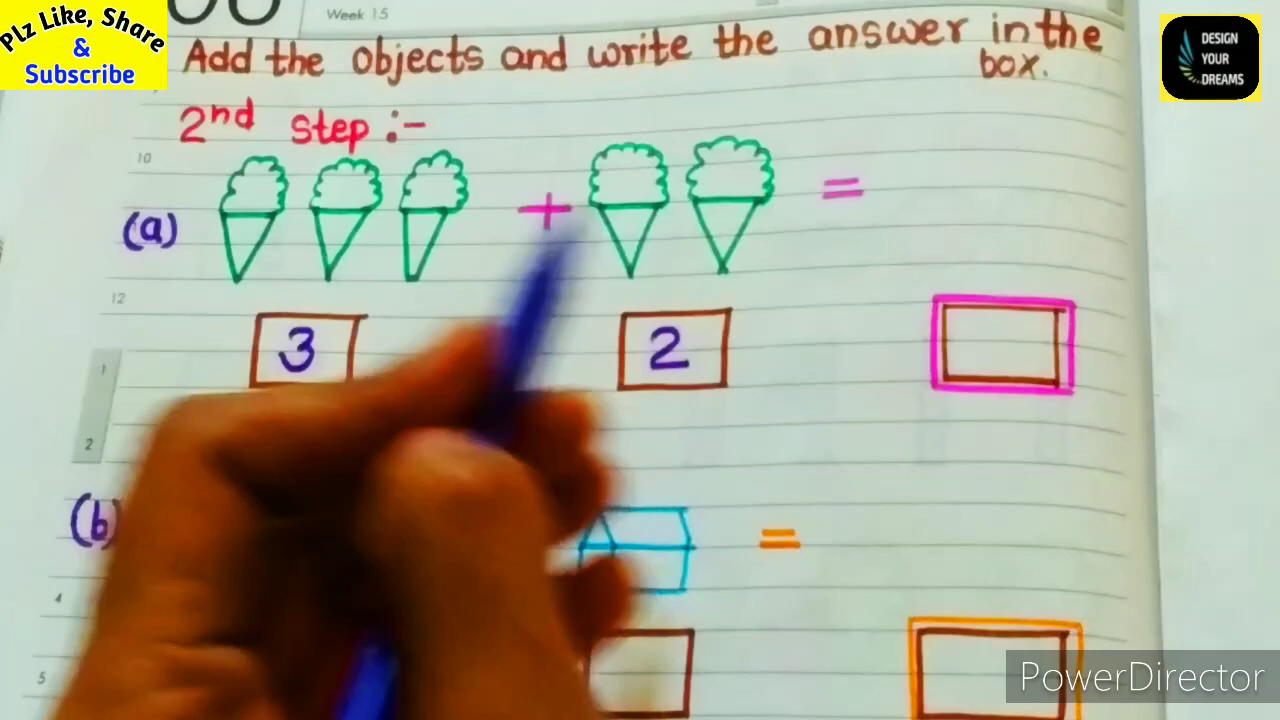 Plz Like, Share
&
Subscribe
Week 15
DESIGN
YOUR
DREAMS
Add the objects and write the answer in the
box.
2nd step :-
10
(a)
+
=
12
3
2
1
2
(b)
=
4
5
PowerDirector